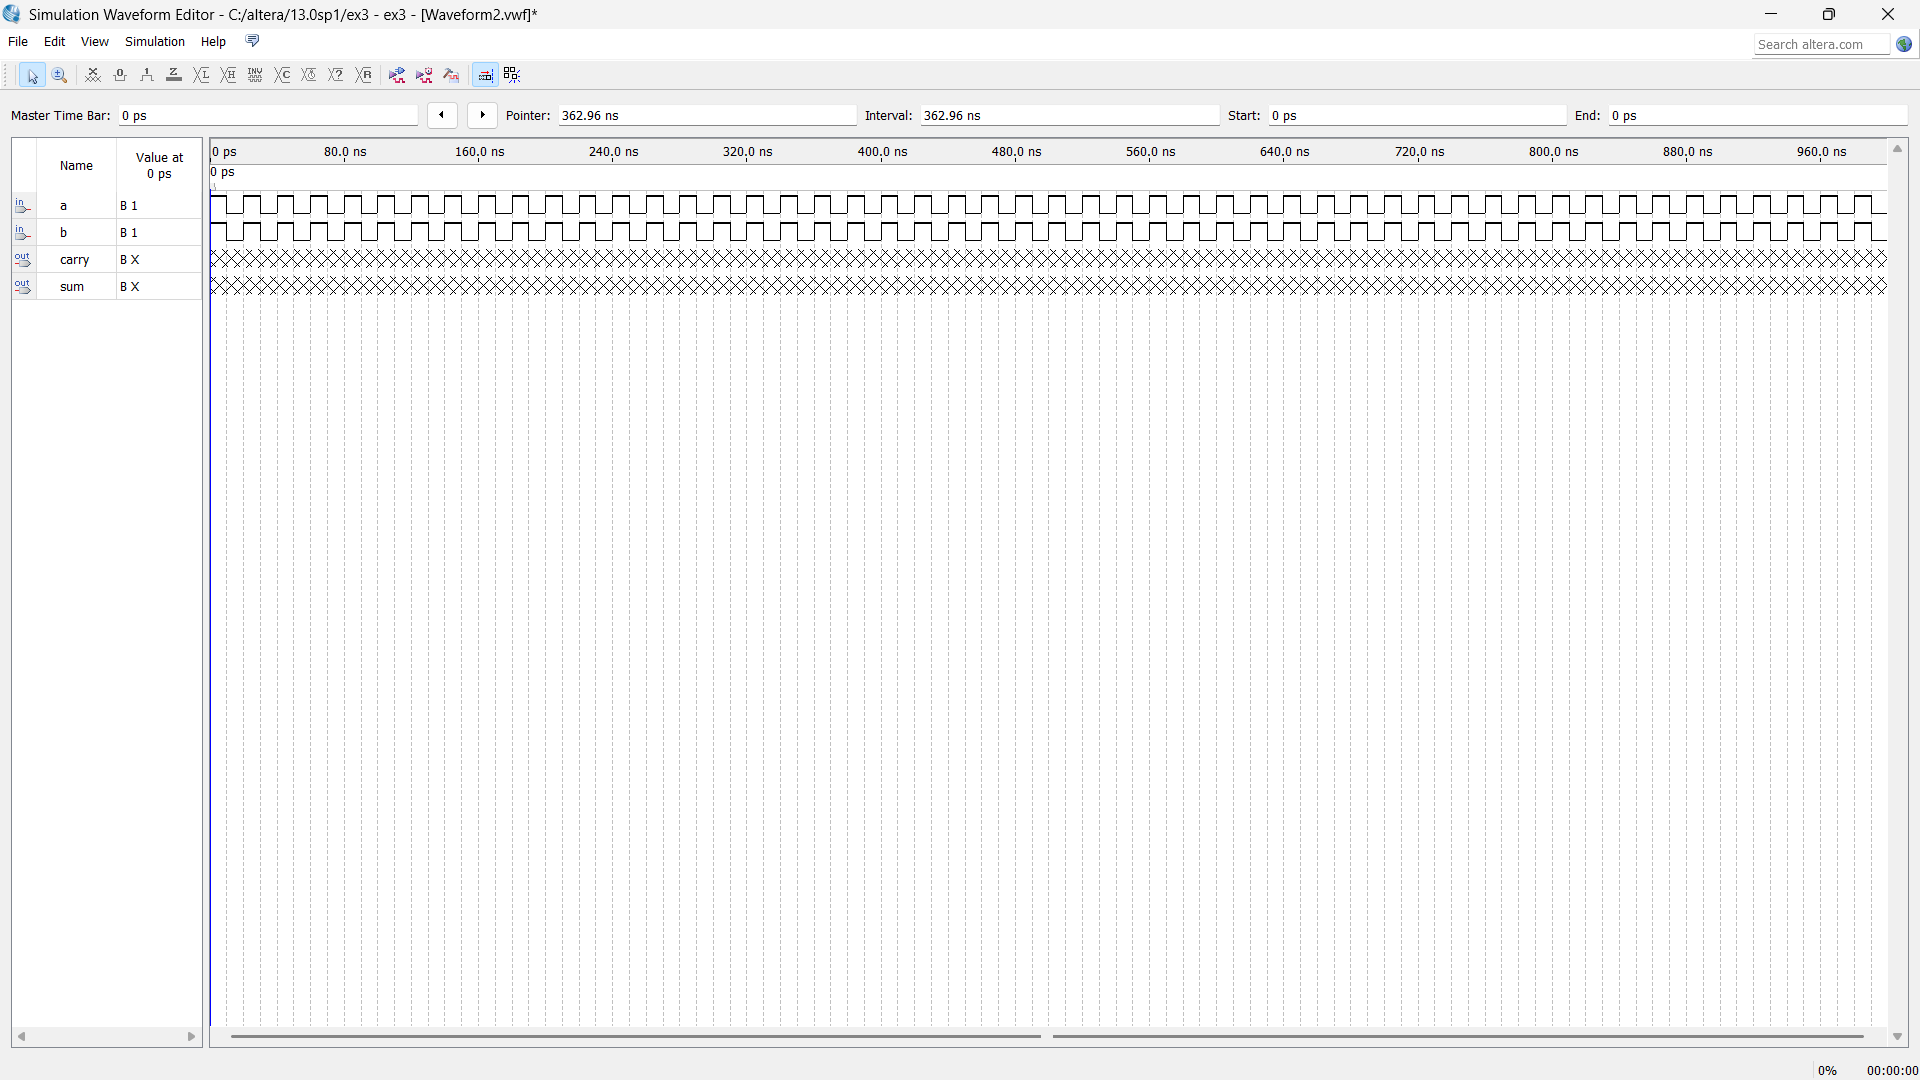 Simulation Waveform Editor - C:/altera/13.0sp1/ex3 - ex3 - [Waveform2.vwf]*
File Edit View Simulation Help
Search altera.com
Master Time Bar: 0 ps Pointer: 362.96 ns Interval: 362.96 ns Start: 0 ps End: 0 ps
Name Value at 0 ps
0 ps 80.0 ns 160.0 ns 240.0 ns 320.0 ns 400.0 ns 480.0 ns 560.0 ns 640.0 ns 720.0 ns 800.0 ns 880.0 ns 960.0 ns
0 ps
in a B 1
in b B 1
out carry B X
out sum B X
0% 00:00:00